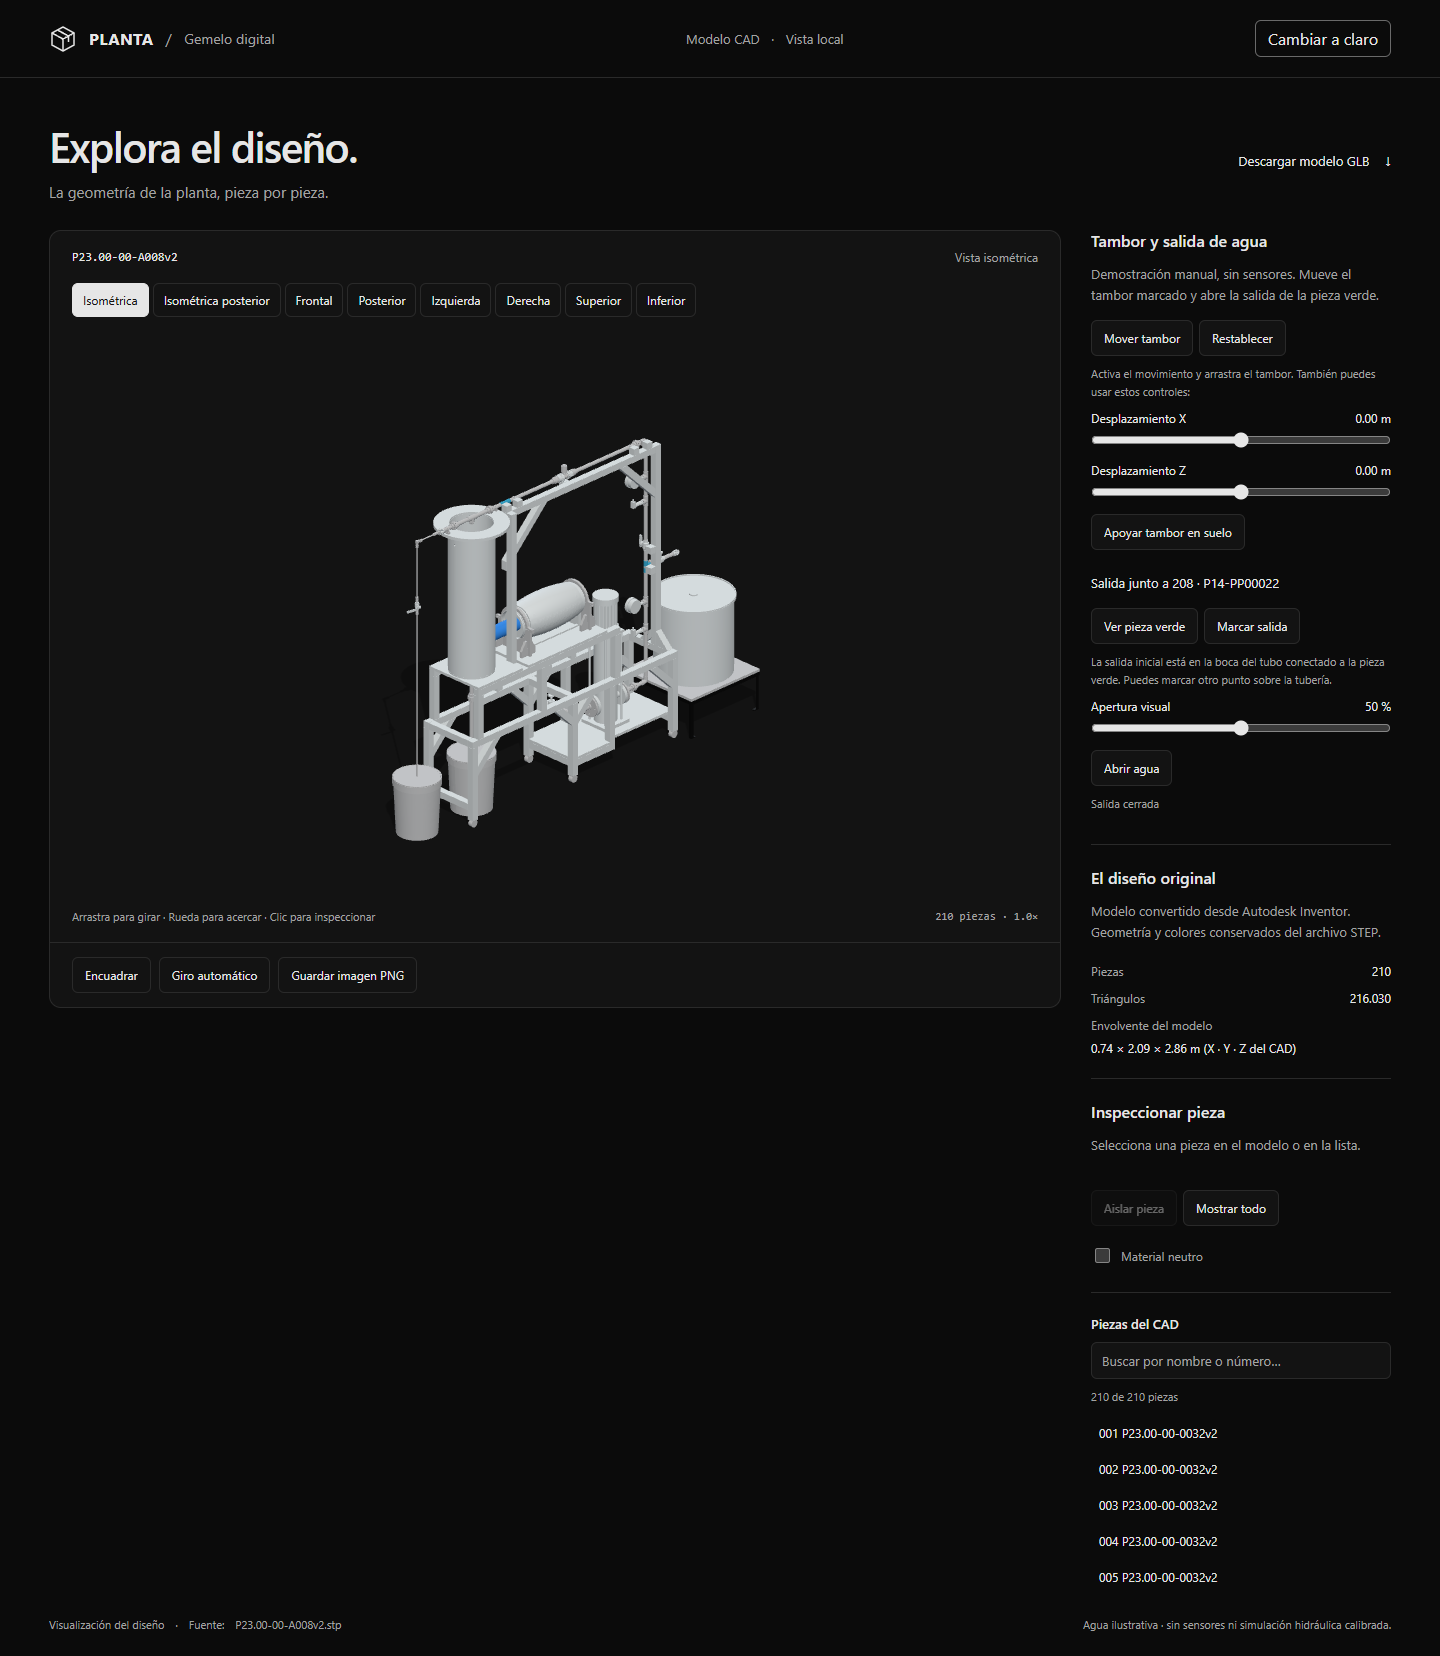 PLANTA / Gemelo digital
Modelo CAD · Vista local
Cambiar a claro
Explora el diseño.
La geometría de la planta, pieza por pieza.
Descargar modelo GLB ↓
P23.00-00-A008v2
Vista isométrica
Isométrica
Isométrica posterior
Frontal
Posterior
Izquierda
Derecha
Superior
Inferior
Arrastra para girar · Rueda para acercar · Clic para inspeccionar
210 piezas · 1.0×
Encuadrar
Giro automático
Guardar imagen PNG
Tambor y salida de agua
Demostración manual, sin sensores. Mueve el
tambor marcado y abre la salida de la pieza verde.
Mover tambor
Restablecer
Activa el movimiento y arrastra el tambor. También puedes
usar estos controles:
Desplazamiento X 0.00 m
Desplazamiento Z 0.00 m
Apoyar tambor en suelo
Salida junto a 208 · P14-PP00022
Ver pieza verde
Marcar salida
La salida inicial está en la boca del tubo conectado a la pieza
verde. Puedes marcar otro punto sobre la tubería.
Apertura visual 50 %
Abrir agua
Salida cerrada
El diseño original
Modelo convertido desde Autodesk Inventor.
Geometría y colores conservados del archivo STEP.
Piezas 210
Triángulos 216.030
Envolvente del modelo
0.74 × 2.09 × 2.86 m (X · Y · Z del CAD)
Inspeccionar pieza
Selecciona una pieza en el modelo o en la lista.
Aislar pieza
Mostrar todo
Material neutro
Piezas del CAD
Buscar por nombre o número...
210 de 210 piezas
001 P23.00-00-0032v2
002 P23.00-00-0032v2
003 P23.00-00-0032v2
004 P23.00-00-0032v2
005 P23.00-00-0032v2
Visualización del diseño · Fuente: P23.00-00-A008v2.stp
Agua ilustrativa · sin sensores ni simulación hidráulica calibrada.